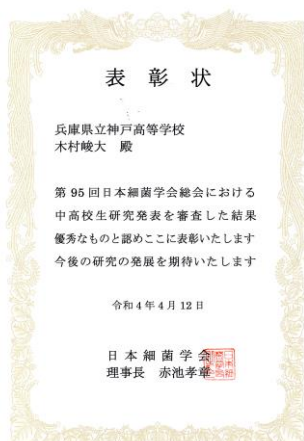 表彰状
兵庫県立神戸高等学校
木村峻大 殿
第95回日本細菌学会総会における
中高校生研究発表を審査した結果
優秀なものと認めここに表彰いたします
今後の研究の発展を期待いたします
令和4年4月12日
日本細菌学会
理事長 赤池孝章